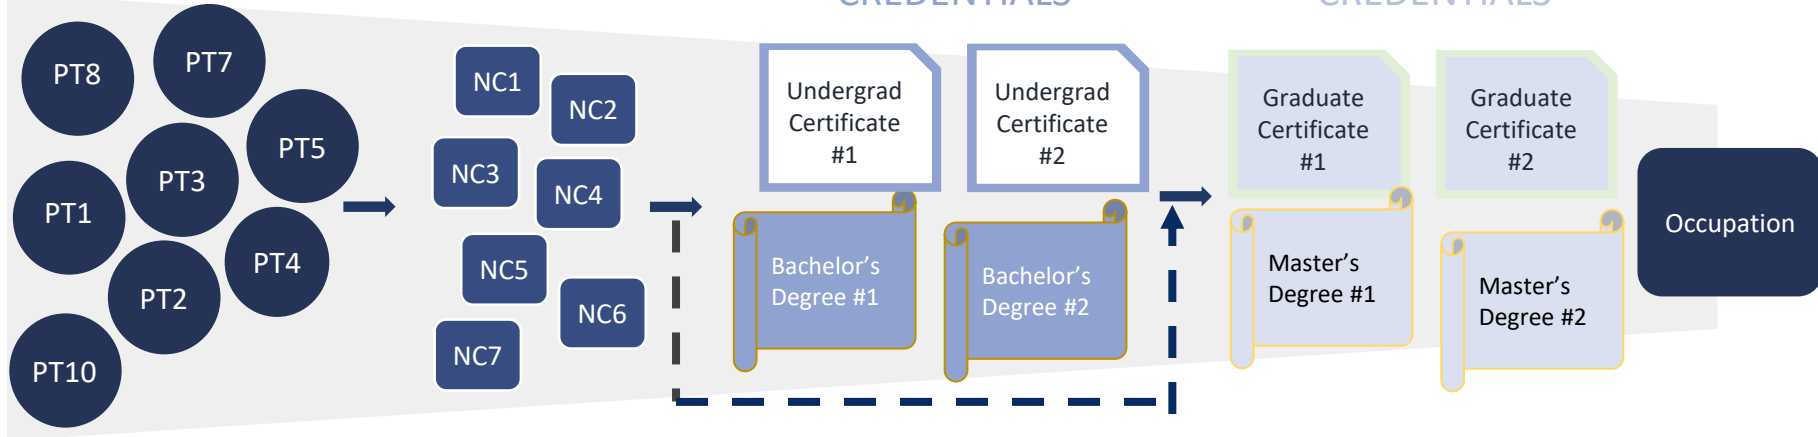 CREDENTIALS
CREDENTIALS
PT8
PT7
PT5
PT3
PT1
PT4
PT2
PT10
NC1
NC2
NC3
NC4
NC5
NC6
NC7
Undergrad
Certificate
#1
Undergrad
Certificate
#2
Bachelor’s
Degree #1
Bachelor’s
Degree #2
Graduate
Certificate
#1
Graduate
Certificate
#2
Master’s
Degree #1
Master’s
Degree #2
Occupation